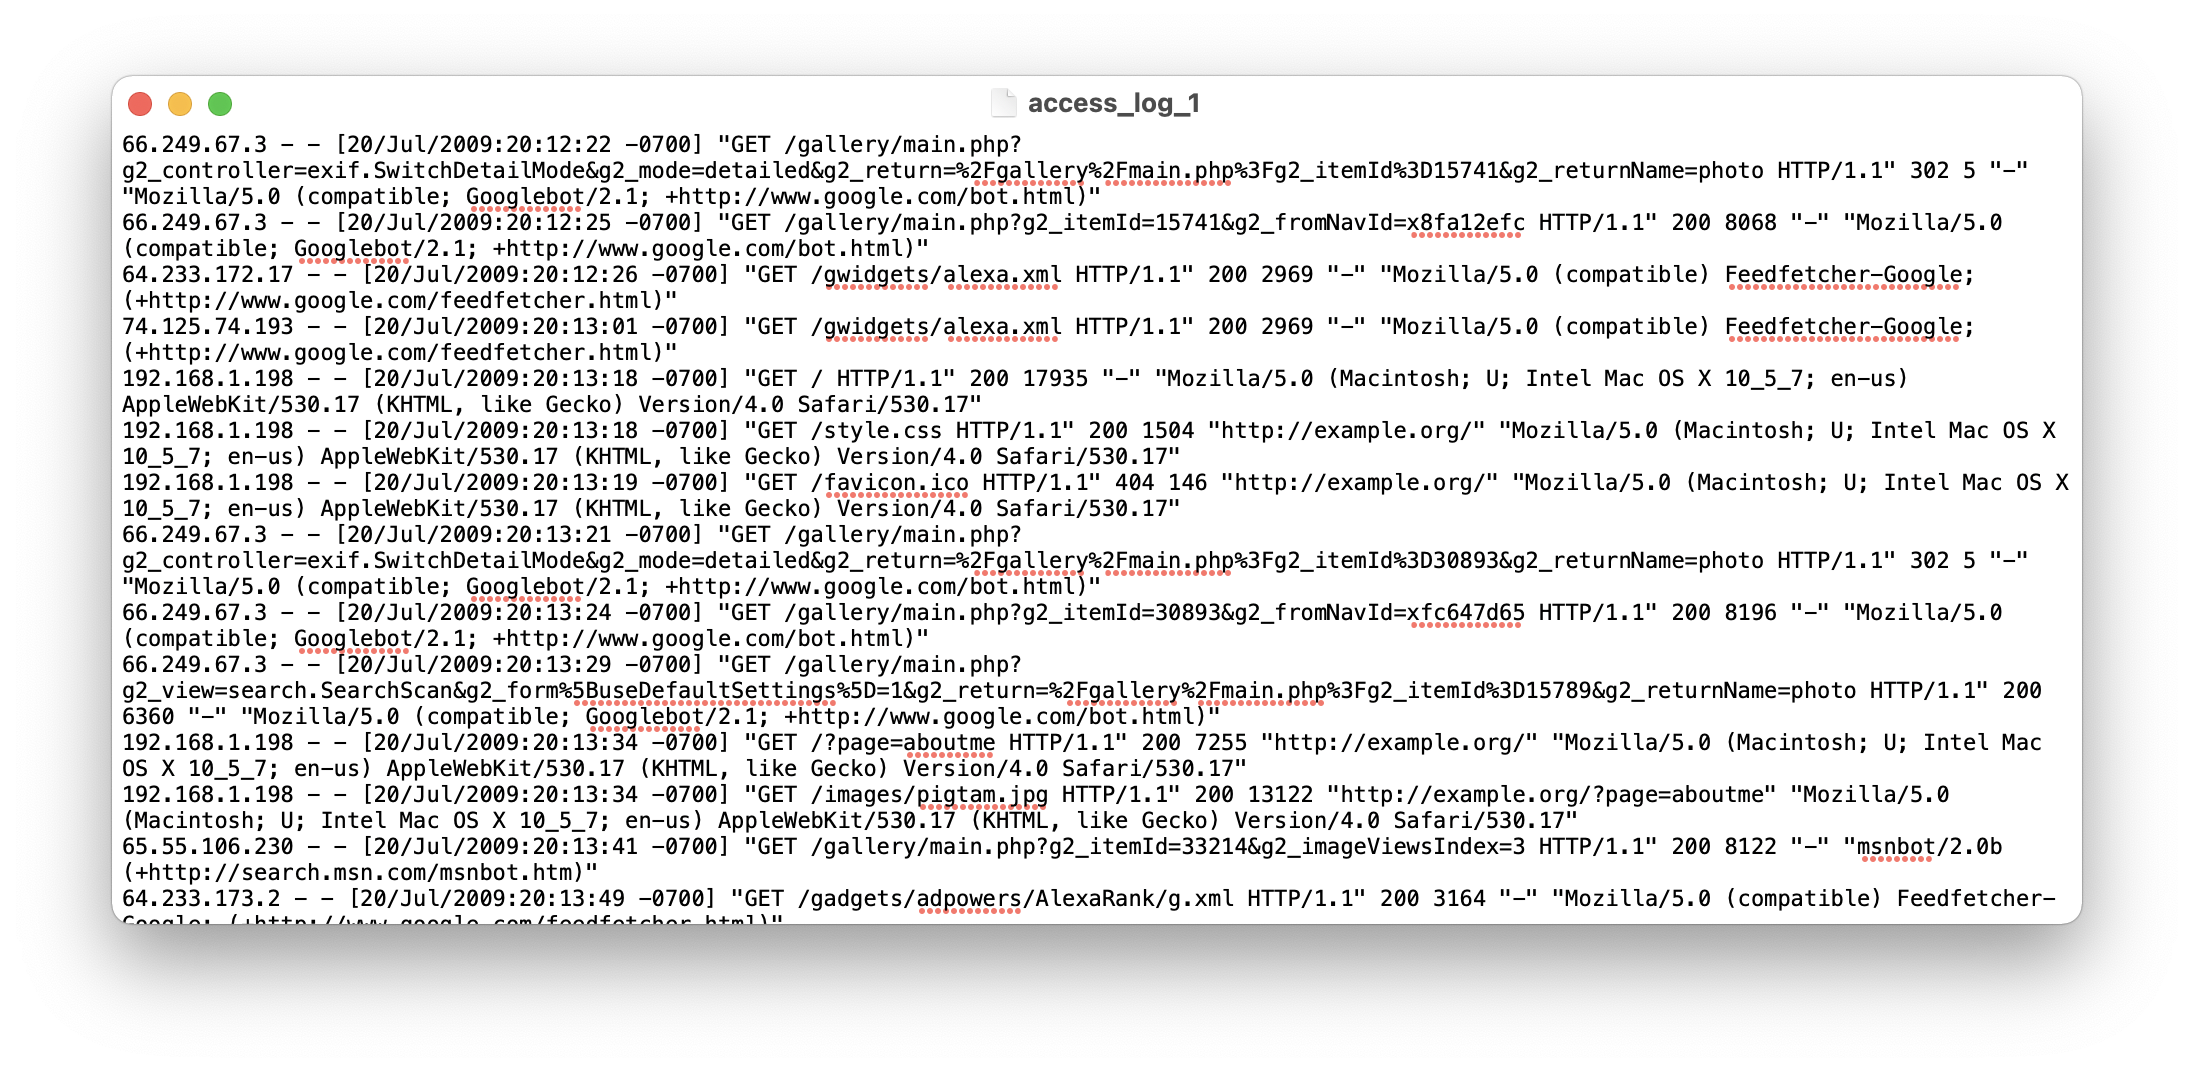 access_log_1
66.249.67.3 - - [20/Jul/2009:20:12:22 -0700] "GET /gallery/main.php?
g2_controller=exif.SwitchDetailMode&g2_mode=detailed&g2_return=%2Fgallery%2Fmain.php%3Fg2_itemId%3D15741&g2_returnName=photo HTTP/1.1" 302 5 "-"
"Mozilla/5.0 (compatible; Googlebot/2.1; +http://www.google.com/bot.html)"
66.249.67.3 - - [20/Jul/2009:20:12:25 -0700] "GET /gallery/main.php?g2_itemId=15741&g2_fromNavId=x8fa12efc HTTP/1.1" 200 8068 "-" "Mozilla/5.0
(compatible; Googlebot/2.1; +http://www.google.com/bot.html)"
64.233.172.17 - - [20/Jul/2009:20:12:26 -0700] "GET /gwidgets/alexa.xml HTTP/1.1" 200 2969 "-" "Mozilla/5.0 (compatible) Feedfetcher-Google;
(+http://www.google.com/feedfetcher.html)"
74.125.74.193 - - [20/Jul/2009:20:13:01 -0700] "GET /gwidgets/alexa.xml HTTP/1.1" 200 2969 "-" "Mozilla/5.0 (compatible) Feedfetcher-Google;
(+http://www.google.com/feedfetcher.html)"
192.168.1.198 - - [20/Jul/2009:20:13:18 -0700] "GET / HTTP/1.1" 200 17935 "-" "Mozilla/5.0 (Macintosh; U; Intel Mac OS X 10_5_7; en-us)
AppleWebKit/530.17 (KHTML, like Gecko) Version/4.0 Safari/530.17"
192.168.1.198 - - [20/Jul/2009:20:13:18 -0700] "GET /style.css HTTP/1.1" 200 1504 "http://example.org/" "Mozilla/5.0 (Macintosh; U; Intel Mac OS X
10_5_7; en-us) AppleWebKit/530.17 (KHTML, like Gecko) Version/4.0 Safari/530.17"
192.168.1.198 - - [20/Jul/2009:20:13:19 -0700] "GET /favicon.ico HTTP/1.1" 404 146 "http://example.org/" "Mozilla/5.0 (Macintosh; U; Intel Mac OS X
10_5_7; en-us) AppleWebKit/530.17 (KHTML, like Gecko) Version/4.0 Safari/530.17"
66.249.67.3 - - [20/Jul/2009:20:13:21 -0700] "GET /gallery/main.php?
g2_controller=exif.SwitchDetailMode&g2_mode=detailed&g2_return=%2Fgallery%2Fmain.php%3Fg2_itemId%3D30893&g2_returnName=photo HTTP/1.1" 302 5 "-"
"Mozilla/5.0 (compatible; Googlebot/2.1; +http://www.google.com/bot.html)"
66.249.67.3 - - [20/Jul/2009:20:13:24 -0700] "GET /gallery/main.php?g2_itemId=30893&g2_fromNavId=xfc647d65 HTTP/1.1" 200 8196 "-" "Mozilla/5.0
(compatible; Googlebot/2.1; +http://www.google.com/bot.html)"
66.249.67.3 - - [20/Jul/2009:20:13:29 -0700] "GET /gallery/main.php?
g2_view=search.SearchScan&g2_form%5BuseDefaultSettings%5D=1&g2_return=%2Fgallery%2Fmain.php%3Fg2_itemId%3D15789&g2_returnName=photo HTTP/1.1" 200
6360 "-" "Mozilla/5.0 (compatible; Googlebot/2.1; +http://www.google.com/bot.html)"
192.168.1.198 - - [20/Jul/2009:20:13:34 -0700] "GET /?page=aboutme HTTP/1.1" 200 7255 "http://example.org/" "Mozilla/5.0 (Macintosh; U; Intel Mac
OS X 10_5_7; en-us) AppleWebKit/530.17 (KHTML, like Gecko) Version/4.0 Safari/530.17"
192.168.1.198 - - [20/Jul/2009:20:13:34 -0700] "GET /images/pigtam.jpg HTTP/1.1" 200 13122 "http://example.org/?page=aboutme" "Mozilla/5.0
(Macintosh; U; Intel Mac OS X 10_5_7; en-us) AppleWebKit/530.17 (KHTML, like Gecko) Version/4.0 Safari/530.17"
65.55.106.230 - - [20/Jul/2009:20:13:41 -0700] "GET /gallery/main.php?g2_itemId=33214&g2_imageViewsIndex=3 HTTP/1.1" 200 8122 "-" "msnbot/2.0b
(+http://search.msn.com/msnbot.htm)"
64.233.173.2 - - [20/Jul/2009:20:13:49 -0700] "GET /gadgets/adpowers/AlexaRank/g.xml HTTP/1.1" 200 3164 "-" "Mozilla/5.0 (compatible) Feedfetcher-
Google; (+http://www.google.com/feedfetcher.html)"